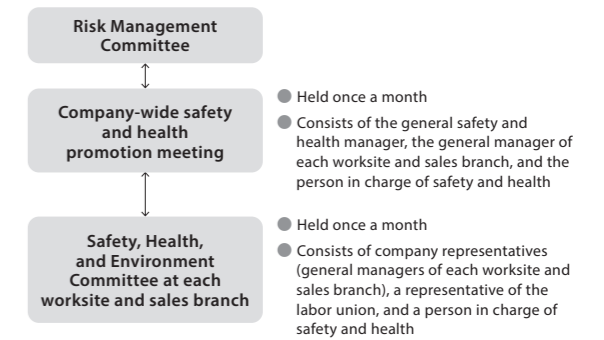 Risk Management
Committee
Company-wide safety
and health
promotion meeting
Held once a month
Consists of the general safety and
health manager, the general manager of
each worksite and sales branch, and the
person in charge of safety and health
Safety, Health,
and Environment
Committee at each
worksite and sales branch
Held once a month
Consists of company representatives
(general managers of each worksite and
sales branch), a representative of the
labor union, and a person in charge of
safety and health